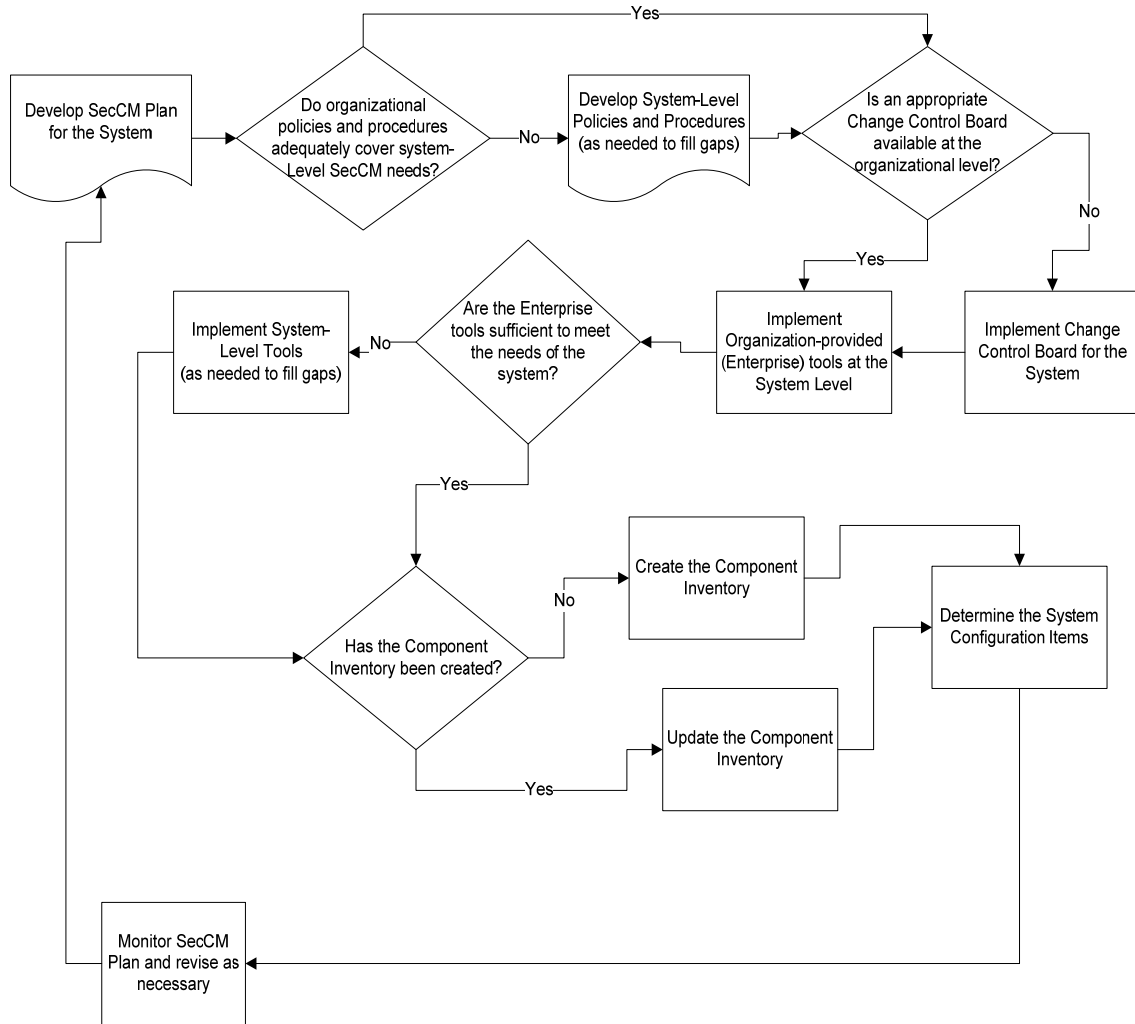 Yes
Develop SecCM Plan
for the System
Do organizational
policies and procedures
adequately cover system-
Level SecCM needs?
No
Develop System-Level
Policies and Procedures
(as needed to fill gaps)
Is an appropriate
Change Control Board
available at the
organizational level?
No
Yes
Implement System-
Level Tools
(as needed to fill gaps)
No
Are the Enterprise
tools sufficient to meet
the needs of the
system?
Implement
Organization-provided
(Enterprise) tools at the
System Level
Implement Change
Control Board for the
System
Yes
Create the Component
Inventory
No
Determine the System
Configuration Items
Has the Component
Inventory been created?
Update the Component
Inventory
Yes
Monitor SecCM
Plan and revise as
necessary